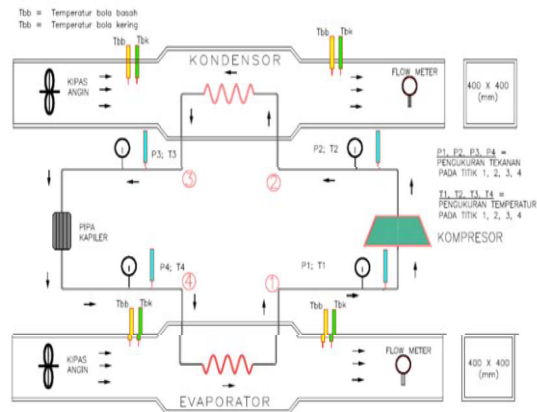 Tbb = Temperatur bola basah
Tbb = Temperatur bola kering
Tbb Tbk
Tbb Tbk
KONDENSOR
KIPAS
ANGIN
FLOW METER
400 X 400
(mm)
P3; T3
P2; T2
P1, P2, P3, P4 =
PENGUKURAN TEKANAN
PADA TITIK 1, 2, 3, 4
3
2
T1, T2, T3, T4 =
PENGUKURAN TEMPERATUR
PADA TITIK 1, 2, 3, 4
PIPA
KAPILER
KOMPRESOR
P4; T4
P1; T1
4
1
Tbb Tbk
Tbb Tbk
KIPAS
ANGIN
FLOW METER
400 X 400
(mm)
EVAPORATOR